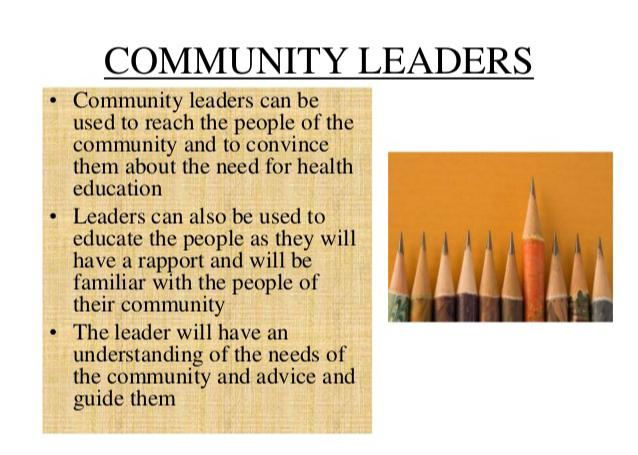 COMMUNITY LEADERS
• Community leaders can be
used to reach the people of the
community and to convince
them about the need for health
education
• Leaders can also be used to
educate the people as they will
have a rapport and will be
familiar with the people of
their community
• The leader will have an
understanding of the needs of
the community and advice and
guide them